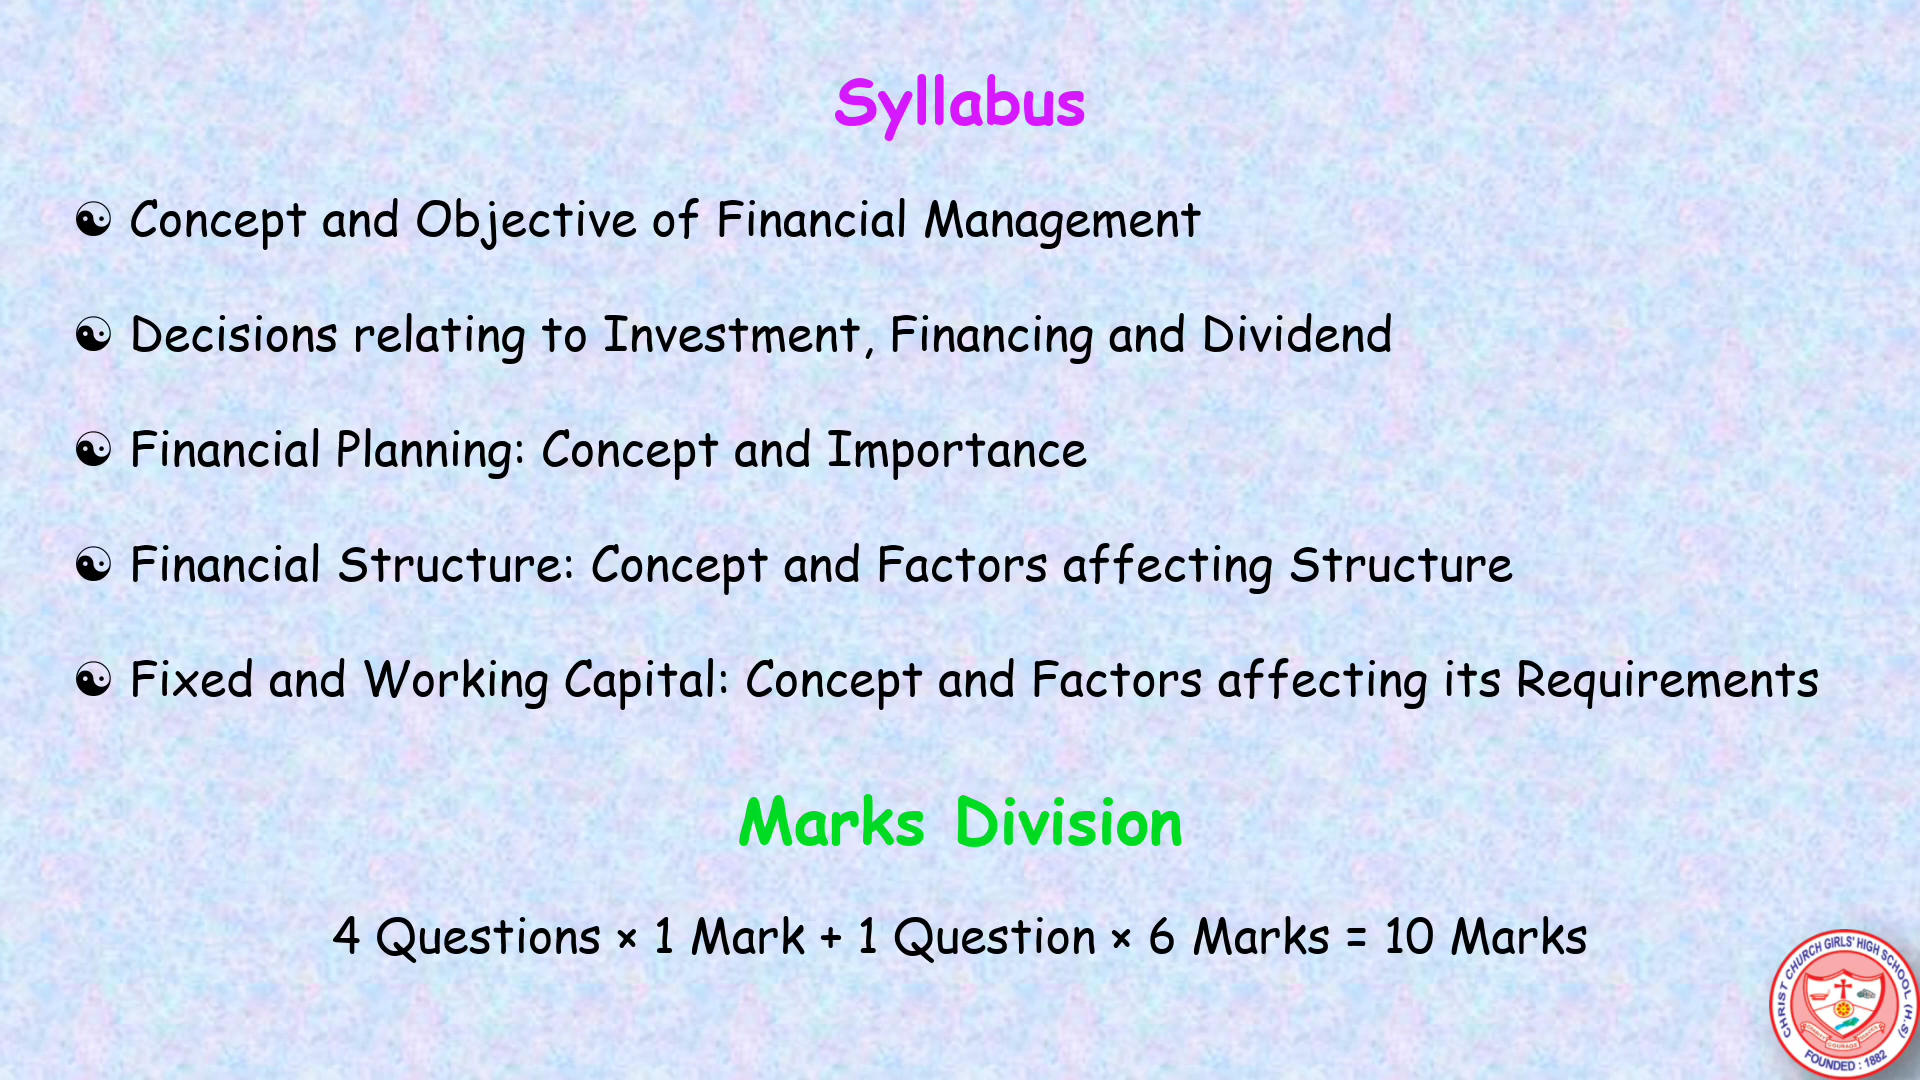 Syllabus
☯ Concept and Objective of Financial Management
☯ Decisions relating to Investment, Financing and Dividend
☯ Financial Planning: Concept and Importance
☯ Financial Structure: Concept and Factors affecting Structure
☯ Fixed and Working Capital: Concept and Factors affecting its Requirements
Marks Division
4 Questions × 1 Mark + 1 Question × 6 Marks = 10 Marks
CHRIST CHURCH GIRLS' HIGH SCHOOL (H.S)
COURAGE
FOUNDED : 1882